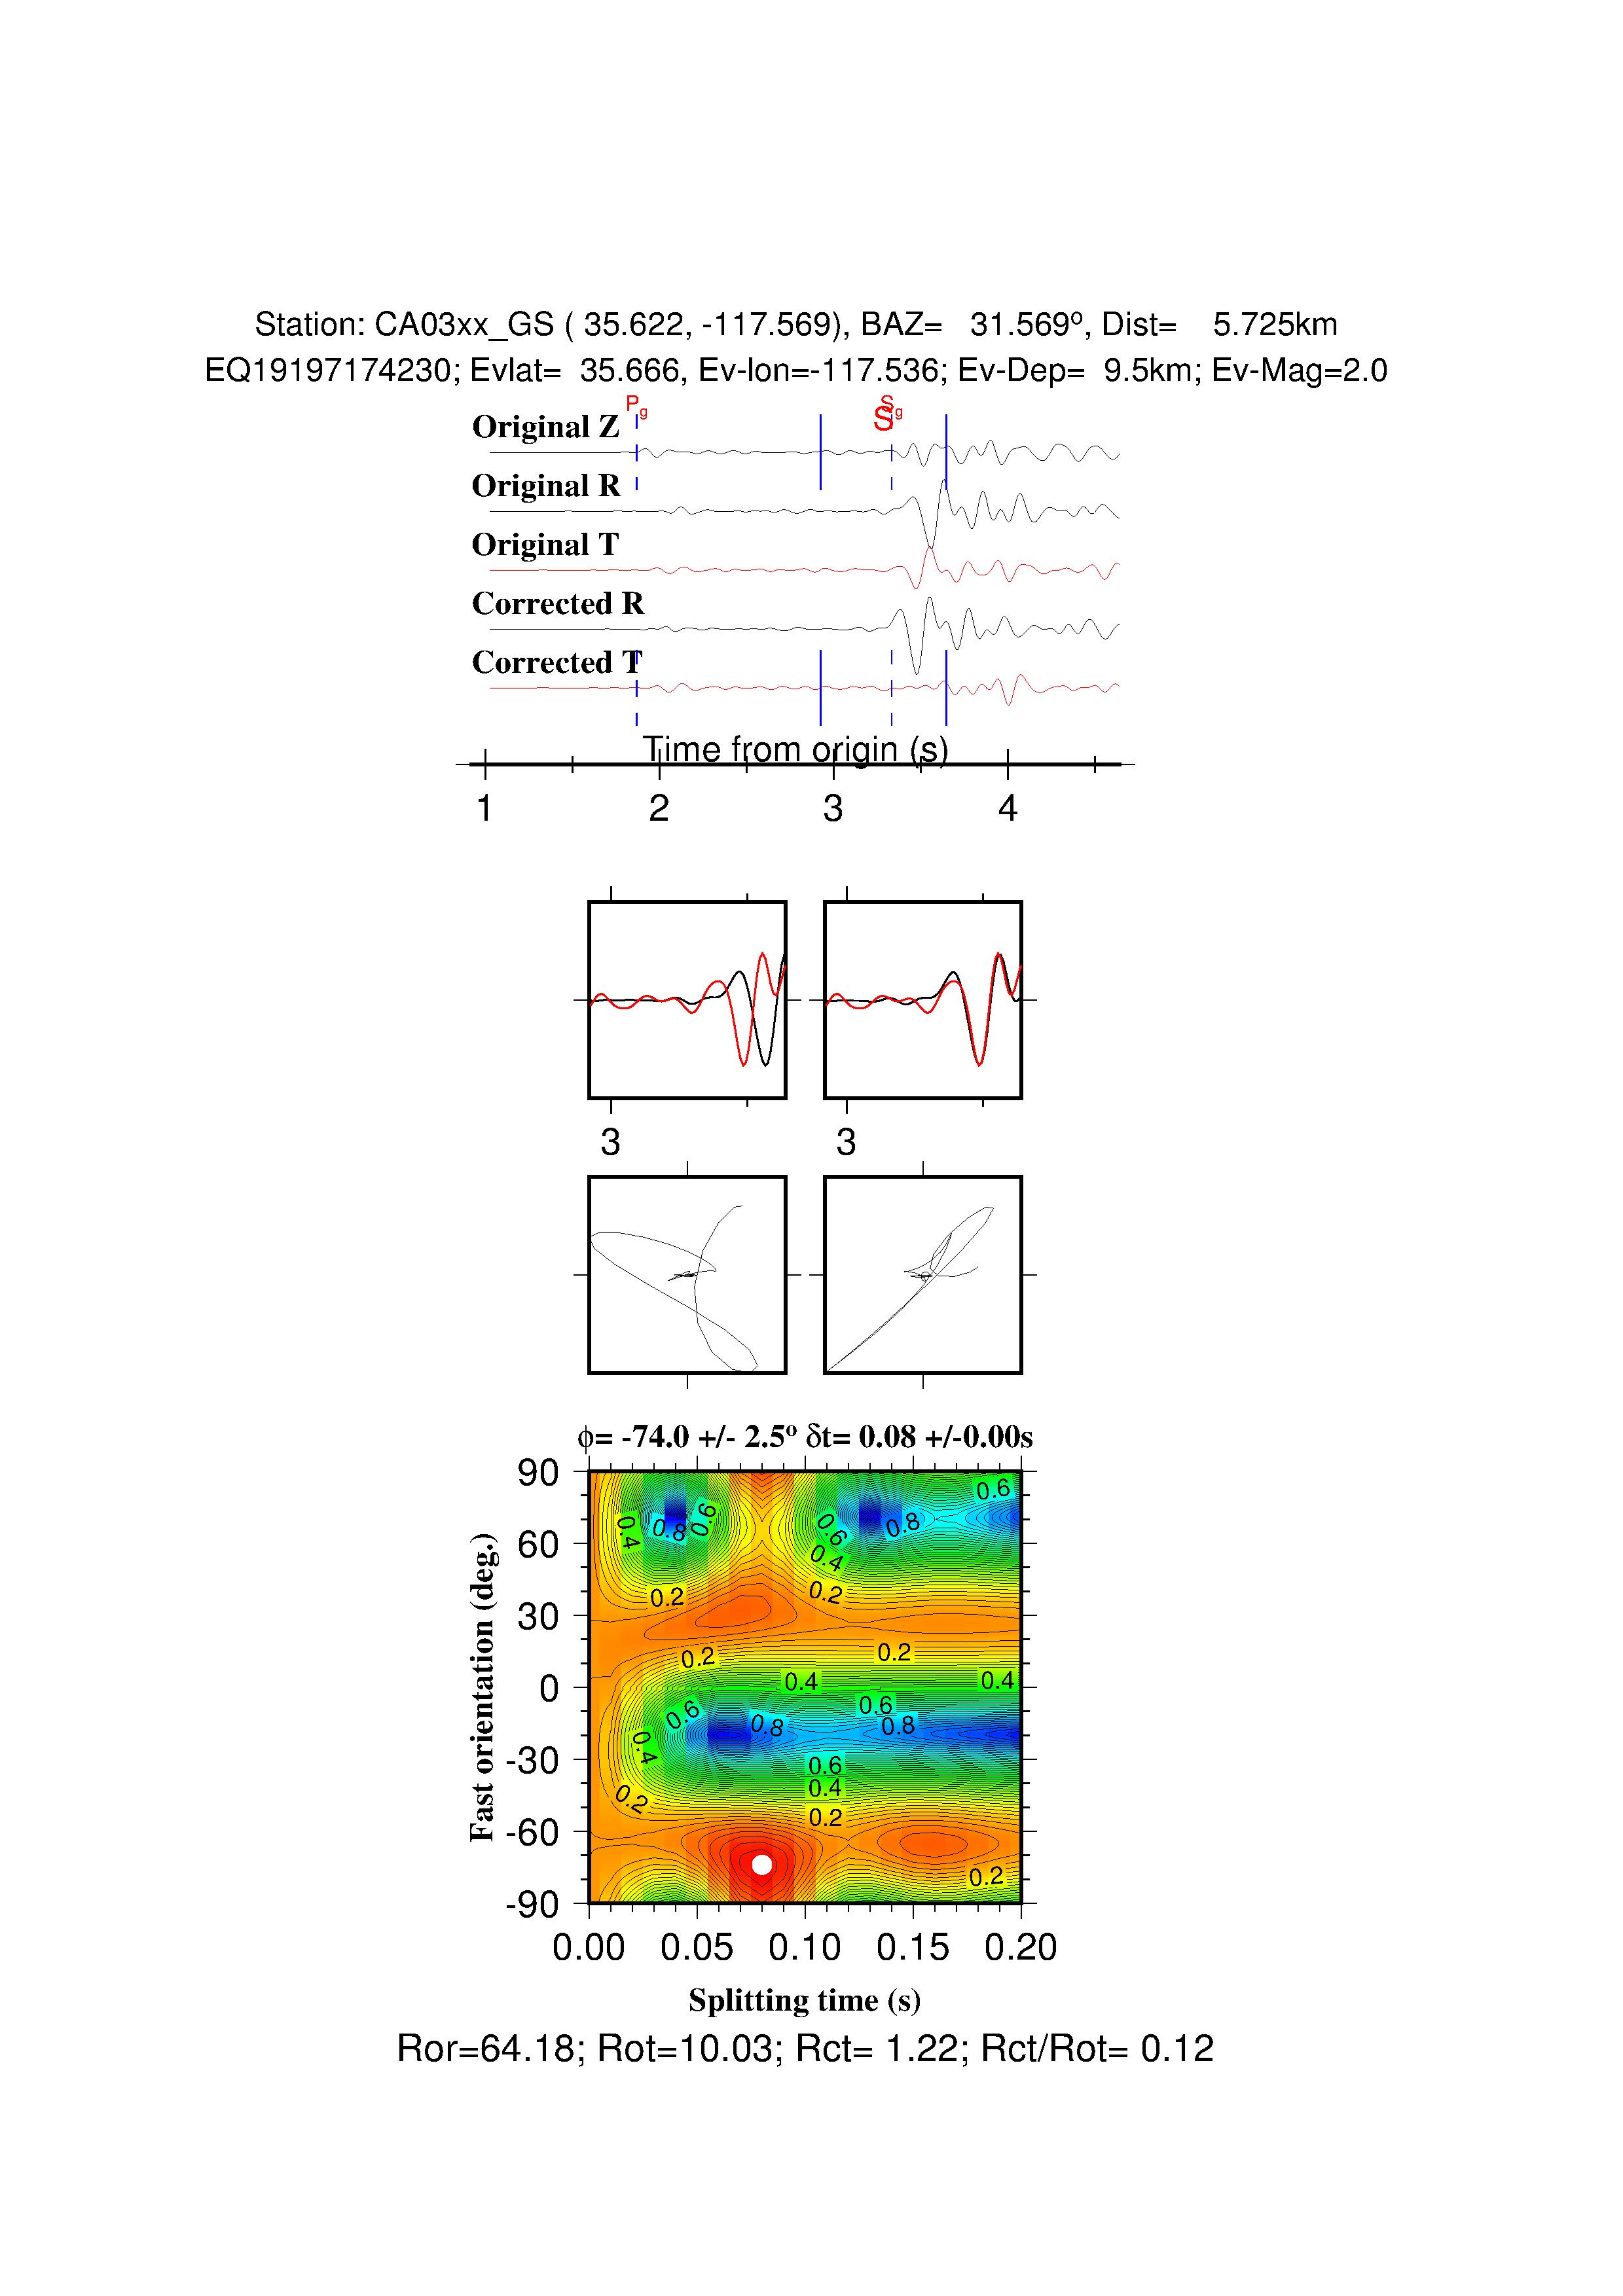 Station: CA03xx_GS ( 35.622, -117.569), BAZ= 31.569º, Dist= 5.725km
EQ19197174230; Evlat= 35.666, Ev-lon=-117.536; Ev-Dep= 9.5km; Ev-Mag=2.0
Pg
Sg
S
Original Z
Original R
Original T
Corrected R
Corrected T
Time from origin (s)
1 2 3 4
3 3
ϕ= -74.0 +/- 2.5º δt= 0.08 +/-0.00s
Fast orientation (deg.)
90
60
30
0
-30
-60
-90
0.6
0.4 0.8 0.6 0.6 0.8
0.4
0.2 0.2
0.2 0.2
0.4 0.4
0.6 0.6
0.8 0.8
0.4 0.6
0.4
0.2 0.2
0.2
0.00 0.05 0.10 0.15 0.20
Splitting time (s)
Ror=64.18; Rot=10.03; Rct= 1.22; Rct/Rot= 0.12